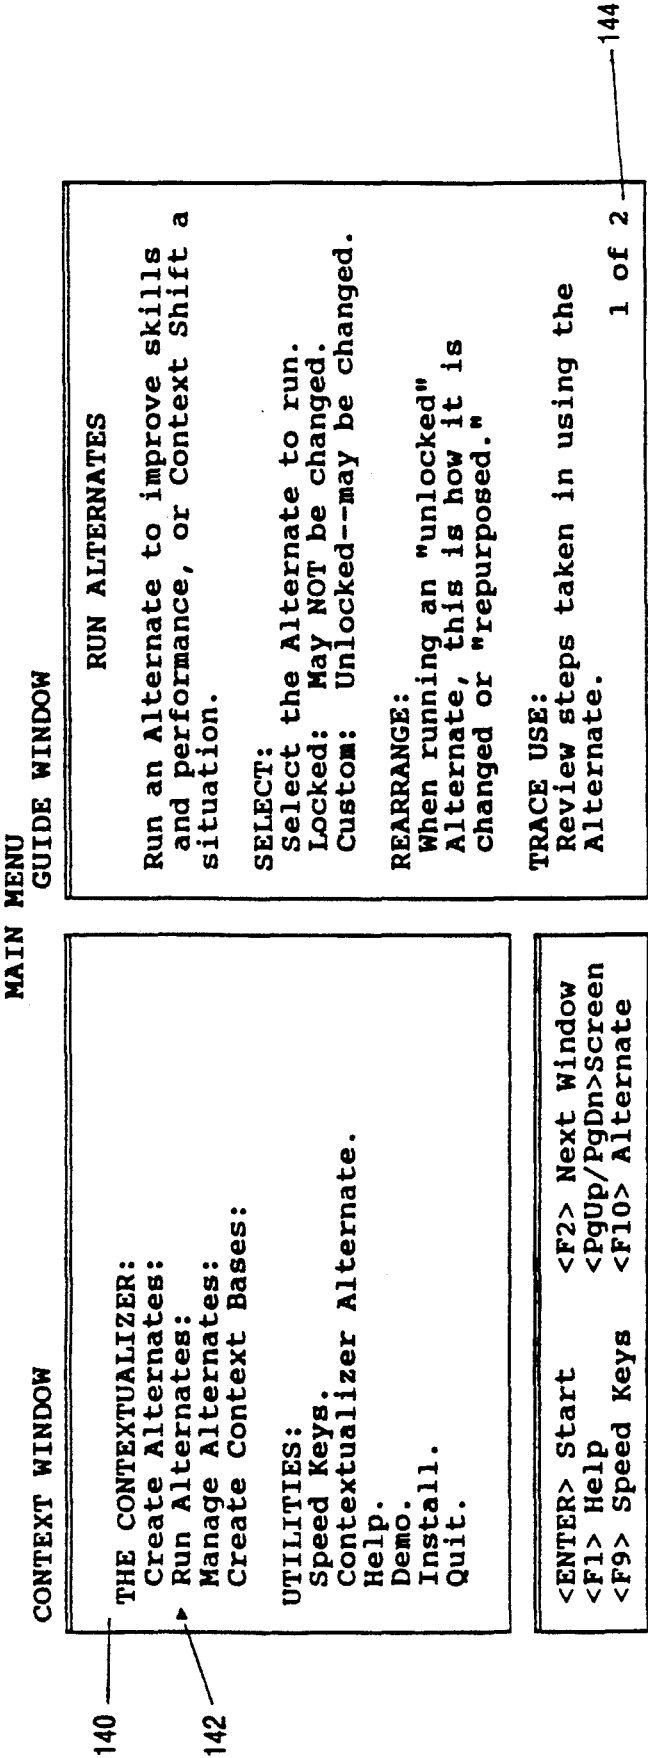 MAIN MENU
CONTEXT WINDOW
GUIDE WINDOW
THE CONTEXTUALIZER:
Create Alternates:
► Run Alternates:
Manage Alternates:
Create Context Bases:
UTILITIES:
Speed Keys.
Contextualizer Alternate.
Help.
Demo.
Install.
Quit.
<ENTER> Start <F2> Next Window
<F1> Help <PgUp/PgDn>Screen
<F9> Speed Keys <F10> Alternate
RUN ALTERNATES
Run an Alternate to improve skills
and performance, or Context Shift a
situation.
SELECT:
Select the Alternate to run.
Locked: May NOT be changed.
Custom: Unlocked--may be changed.
REARRANGE:
When running an "unlocked"
Alternate, this is how it is
changed or "repurposed."
TRACE USE:
Review steps taken in using the
Alternate.
1 of 2
140
142
144